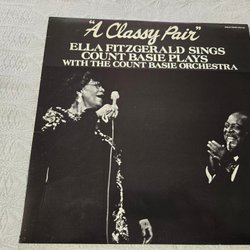 "A Classy Pair"
ELLA FITZGERALD SINGS
COUNT BASIE PLAYS
WITH THE COUNT BASIE ORCHESTRA